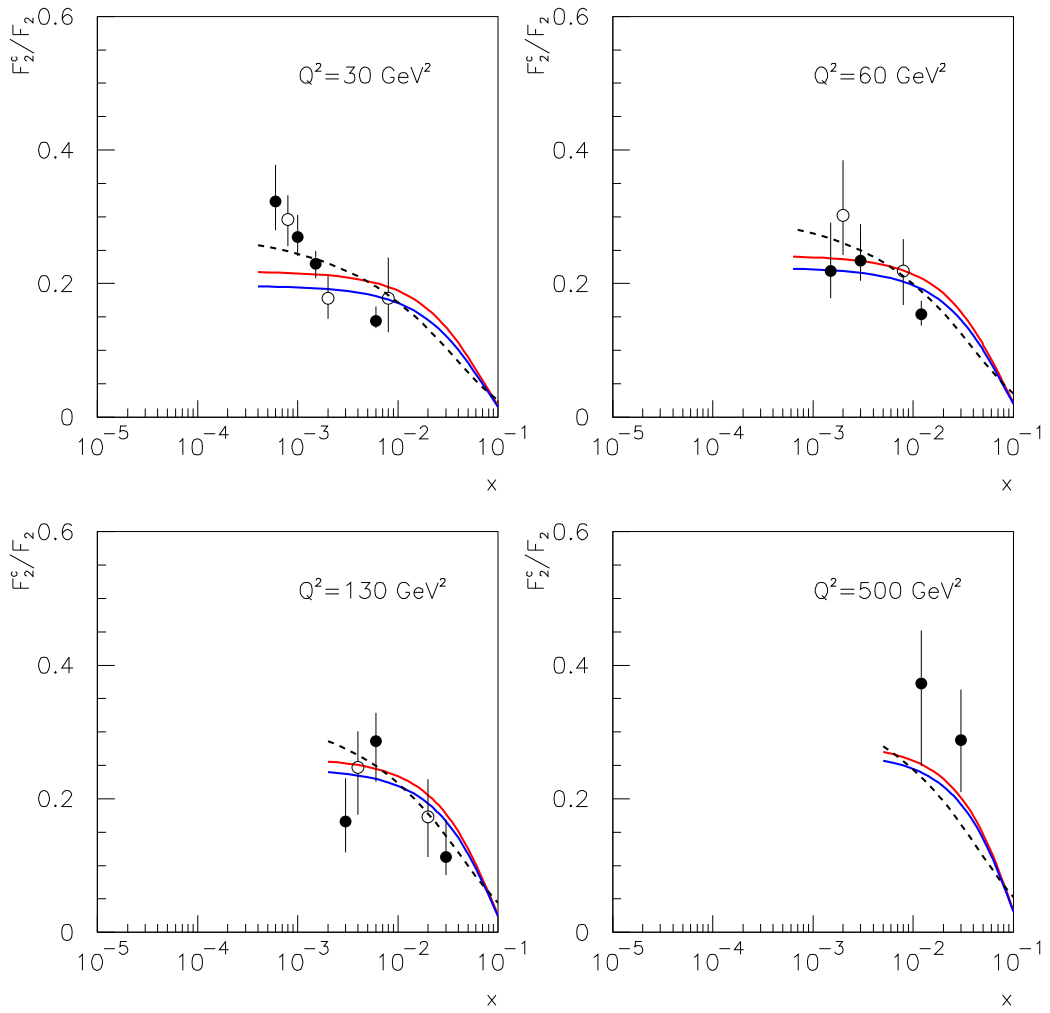 F₂ᶜ/F₂
0.6
Q²=30 GeV²
0.4
0.2
0
10⁻⁵ 10⁻⁴ 10⁻³ 10⁻² 10⁻¹
x
F₂ᶜ/F₂
0.6
Q²=60 GeV²
0.4
0.2
0
10⁻⁵ 10⁻⁴ 10⁻³ 10⁻² 10⁻¹
x
F₂ᶜ/F₂
0.6
Q²=130 GeV²
0.4
0.2
0
10⁻⁵ 10⁻⁴ 10⁻³ 10⁻² 10⁻¹
x
F₂ᶜ/F₂
0.6
Q²=500 GeV²
0.4
0.2
0
10⁻⁵ 10⁻⁴ 10⁻³ 10⁻² 10⁻¹
x